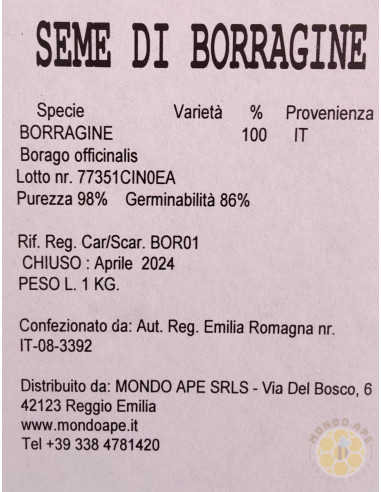 SEME DI BORRAGINE
Specie Varietà % Provenienza
BORRAGINE 100 IT
Borago officinalis
Lotto nr. 77351CIN0EA
Purezza 98% Germinabilità 86%
Rif. Reg. Car/Scar. BOR01
CHIUSO : Aprile 2024
PESO L. 1 KG.
Confezionato da: Aut. Reg. Emilia Romagna nr.
IT-08-3392
Distribuito da: MONDO APE SRLS - Via Del Bosco, 6
42123 Reggio Emilia
www.mondoape.it
Tel +39 338 4781420
MONDO APE